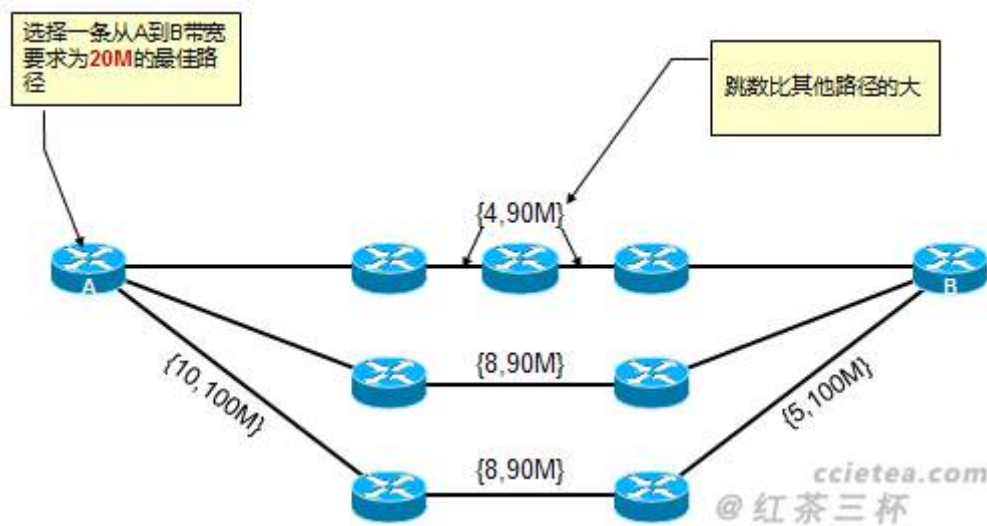 选择一条从A到B带宽
要求为20M的最佳路
径
跳数比其他路径的大
{4,90M}
A
B
{8,90M}
{10,100M}
{5,100M}
{8,90M}
ccietea.com
@红茶三杯